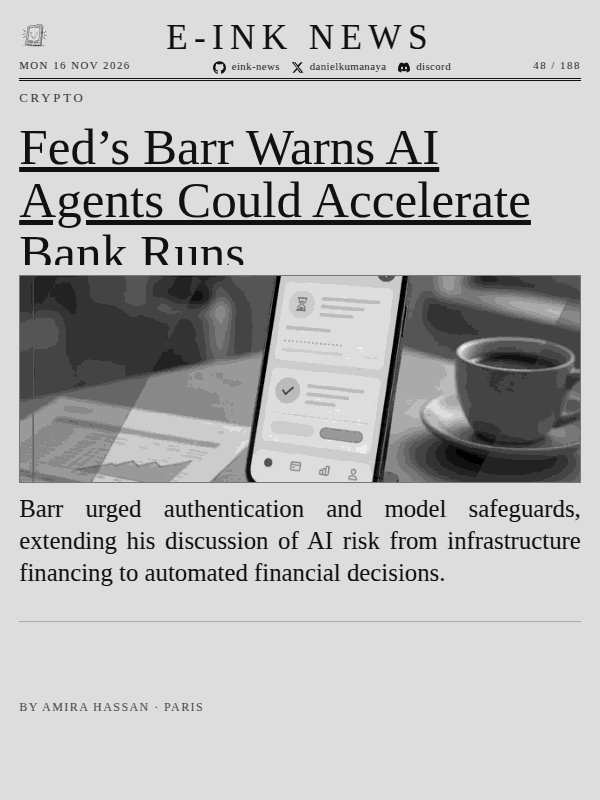 E-INK NEWS
MON 16 NOV 2026
eink-news danielkumanaya discord
48 / 188
CRYPTO
Fed’s Barr Warns AI
Agents Could Accelerate
Bank Runs
Barr urged authentication and model safeguards,
extending his discussion of AI risk from infrastructure
financing to automated financial decisions.
BY AMIRA HASSAN · PARIS